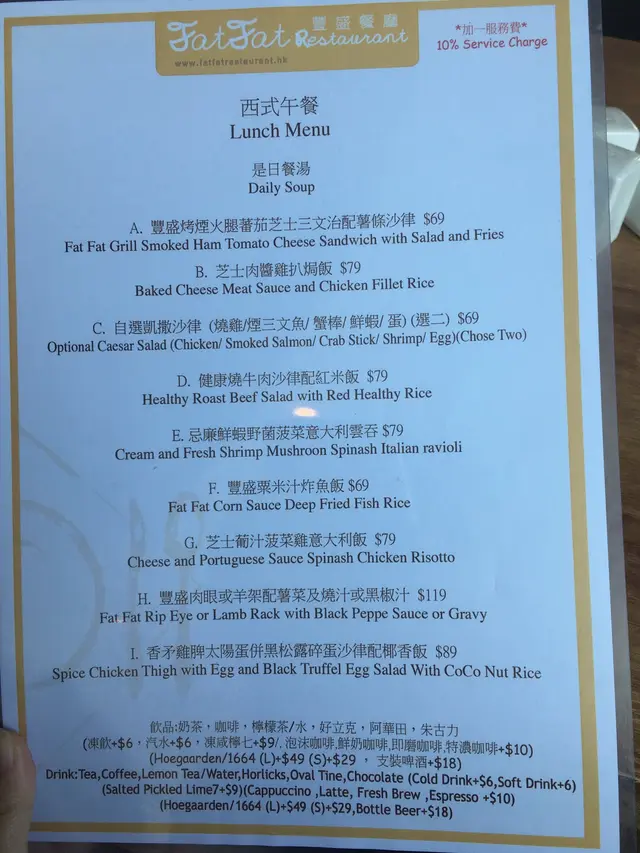 豐盛餐廳
FatFat Restaurant
www.fatfatrestaurant.hk
*加一服務費*
10% Service Charge
西式午餐
Lunch Menu
是日餐湯
Daily Soup
A. 豐盛烤煙火腿蕃茄芝士三文治配薯條沙律 $69
Fat Fat Grill Smoked Ham Tomato Cheese Sandwich with Salad and Fries
B. 芝士肉醬雞扒焗飯 $79
Baked Cheese Meat Sauce and Chicken Fillet Rice
C. 自選凱撒沙律 (燒雞/煙三文魚/ 蟹棒/ 鮮蝦/ 蛋) (選二) $69
Optional Caesar Salad (Chicken/ Smoked Salmon/ Crab Stick/ Shrimp/ Egg)(Chose Two)
D. 健康燒牛肉沙律配紅米飯 $79
Healthy Roast Beef Salad with Red Healthy Rice
E. 忌廉鮮蝦野菌菠菜意大利雲吞 $79
Cream and Fresh Shrimp Mushroon Spinash Italian ravioli
F. 豐盛粟米汁炸魚飯 $69
Fat Fat Corn Sauce Deep Fried Fish Rice
G. 芝士葡汁菠菜雞意大利飯 $79
Cheese and Portuguese Sauce Spinash Chicken Risotto
H. 豐盛肉眼或羊架配薯菜及燒汁或黑椒汁 $119
Fat Fat Rip Eye or Lamb Rack with Black Peppe Sauce or Gravy
I. 香矛雞脾太陽蛋併黑松露碎蛋沙律配椰香飯 $89
Spice Chicken Thigh with Egg and Black Truffel Egg Salad With CoCo Nut Rice
飲品:奶茶，咖啡，檸檬茶/水，好立克，阿華田，朱古力
(凍飲+$6，汽水+$6，凍咸檸七+$9/. 泡沫咖啡,鮮奶咖啡,即磨咖啡,特濃咖啡+$10)
(Hoegaarden/1664 (L)+$49 (S)+$29 ， 支裝啤酒+$18)
Drink:Tea,Coffee,Lemon Tea/Water,Horlicks,Oval Tine,Chocolate (Cold Drink+$6,Soft Drink+6)
(Salted Pickled Lime7+$9)(Cappuccino ,Latte, Fresh Brew ,Espresso +$10)
(Hoegaarden/1664 (L)+$49 (S)+$29,Bottle Beer+$18)